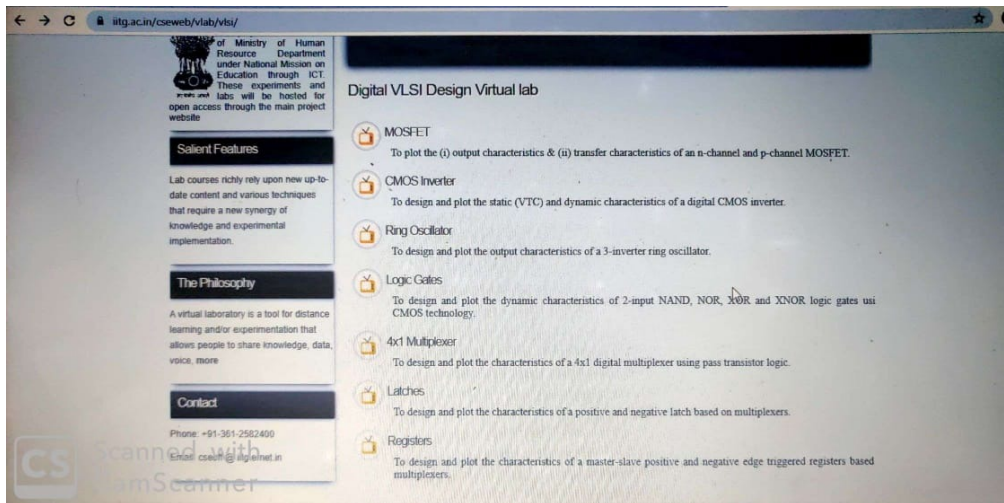 iitg.ac.in/cseweb/vlab/vlsi/
of Ministry of Human
Resource Department
under National Mission on
Education through ICT.
These experiments and
labs will be hosted for
open access through the main project
website
Salient Features
Lab courses richly rely upon new up-to-
date content and various techniques
that require a new synergy of
knowledge and experimental
implementation.
The Philosophy
A virtual laboratory is a tool for distance
learning and/or experimentation that
allows people to share knowledge, data,
voice, more
Contact
Phone: +91-361-2582400
Email:
Digital VLSI Design Virtual lab
MOSFET
To plot the (i) output characteristics & (ii) transfer characteristics of an n-channel and p-channel MOSFET.
CMOS Inverter
To design and plot the static (VTC) and dynamic characteristics of a digital CMOS inverter.
Ring Oscillator
To design and plot the output characteristics of a 3-inverter ring oscillator.
Logic Gates
To design and plot the dynamic characteristics of 2-input NAND, NOR, XOR and XNOR logic gates usi
CMOS technology.
4x1 Multiplexer
To design and plot the characteristics of a 4x1 digital multiplexer using pass transistor logic.
Latches
To design and plot the characteristics of a positive and negative latch based on multiplexers.
Registers
To design and plot the characteristics of a master-slave positive and negative edge triggered registers based
multiplexers.
CS
Scanned with
CamScanner